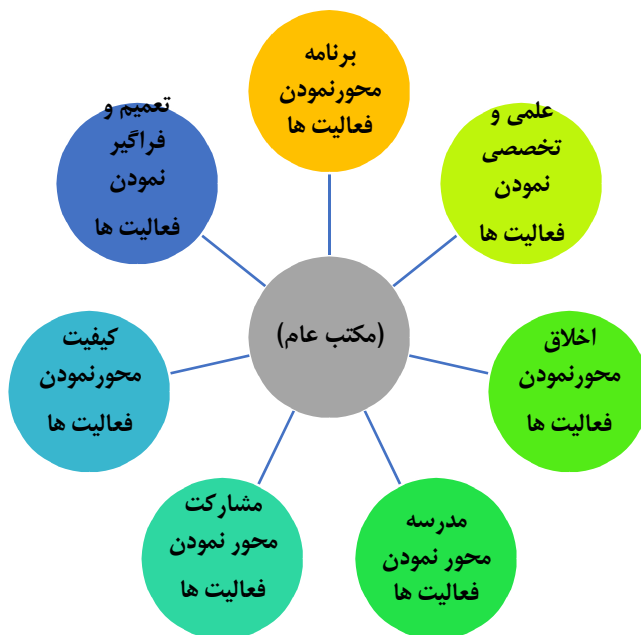 برنامه
محورنمودن
فعالیت ها
علمی و
تخصصی
نمودن
فعالیت ها
اخلاق
محورنمودن
فعالیت ها
مدرسه
محور نمودن
فعالیت ها
مشارکت
محور نمودن
فعالیت ها
کیفیت
محورنمودن
فعالیت ها
تعمیم و
فراگیر
نمودن
فعالیت ها
(مکتب عام)